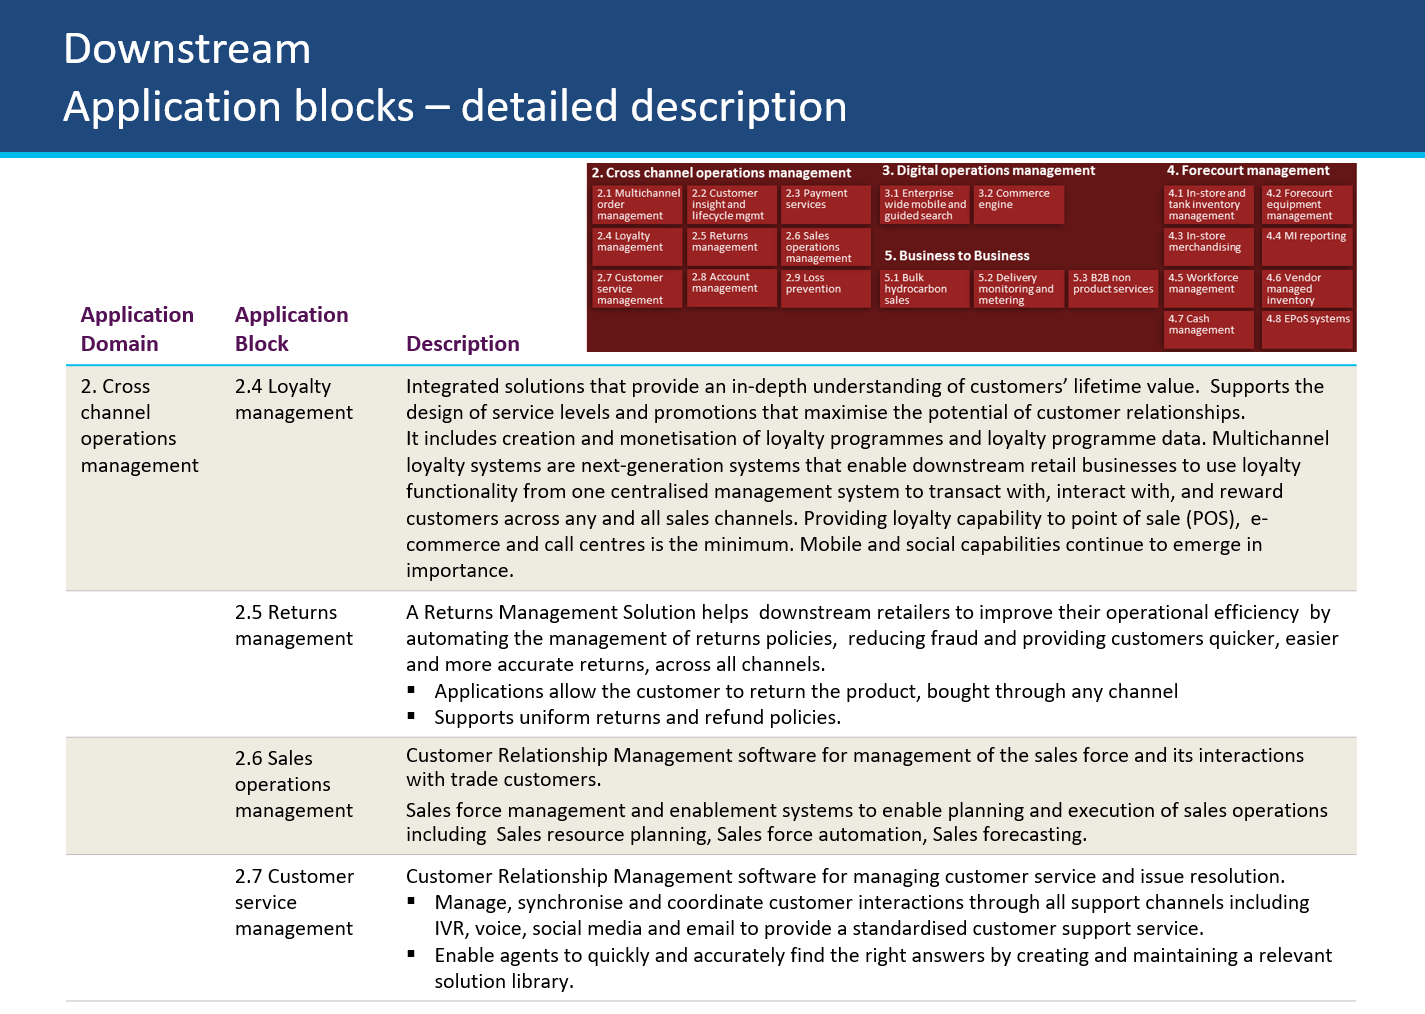 Downstream
Application blocks – detailed description
2. Cross channel operations management
2.1 Multichannel
order
management
2.2 Customer
insight and
lifecycle mgmt
2.3 Payment
services
2.4 Loyalty
management
2.5 Returns
management
2.6 Sales
operations
management
2.7 Customer
service
management
2.8 Account
management
2.9 Loss
prevention
3. Digital operations management
3.1 Enterprise
wide mobile and
guided search
3.2 Commerce
engine
5. Business to Business
5.1 Bulk
hydrocarbon
sales
5.2 Delivery
monitoring and
metering
5.3 B2B non
product services
4. Forecourt management
4.1 In-store and
tank inventory
management
4.2 Forecourt
equipment
management
4.3 In-store
merchandising
4.4 MI reporting
4.5 Workforce
management
4.6 Vendor
managed
inventory
4.7 Cash
management
4.8 EPoS systems
Application
Domain
Application
Block
Description
2. Cross
channel
operations
management
2.4 Loyalty
management
Integrated solutions that provide an in-depth understanding of customers’ lifetime value.  Supports the
design of service levels and promotions that maximise the potential of customer relationships.
It includes creation and monetisation of loyalty programmes and loyalty programme data. Multichannel
loyalty systems are next-generation systems that enable downstream retail businesses to use loyalty
functionality from one centralised management system to transact with, interact with, and reward
customers across any and all sales channels. Providing loyalty capability to point of sale (POS),  e-
commerce and call centres is the minimum. Mobile and social capabilities continue to emerge in
importance.
2.5 Returns
management
A Returns Management Solution helps  downstream retailers to improve their operational efficiency  by
automating the management of returns policies,  reducing fraud and providing customers quicker, easier
and more accurate returns, across all channels.
▪ Applications allow the customer to return the product, bought through any channel
▪ Supports uniform returns and refund policies.
2.6 Sales
operations
management
Customer Relationship Management software for management of the sales force and its interactions
with trade customers.
Sales force management and enablement systems to enable planning and execution of sales operations
including  Sales resource planning, Sales force automation, Sales forecasting.
2.7 Customer
service
management
Customer Relationship Management software for managing customer service and issue resolution.
▪ Manage, synchronise and coordinate customer interactions through all support channels including
IVR, voice, social media and email to provide a standardised customer support service.
▪ Enable agents to quickly and accurately find the right answers by creating and maintaining a relevant
solution library.